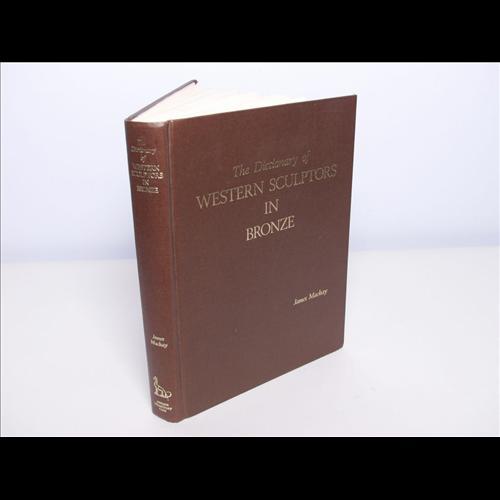 The Dictionary of
WESTERN SCULPTORS
IN
BRONZE
James Mackay
The
Dictionary
of
WESTERN
SCULPTORS
IN
BRONZE
James
Mackay